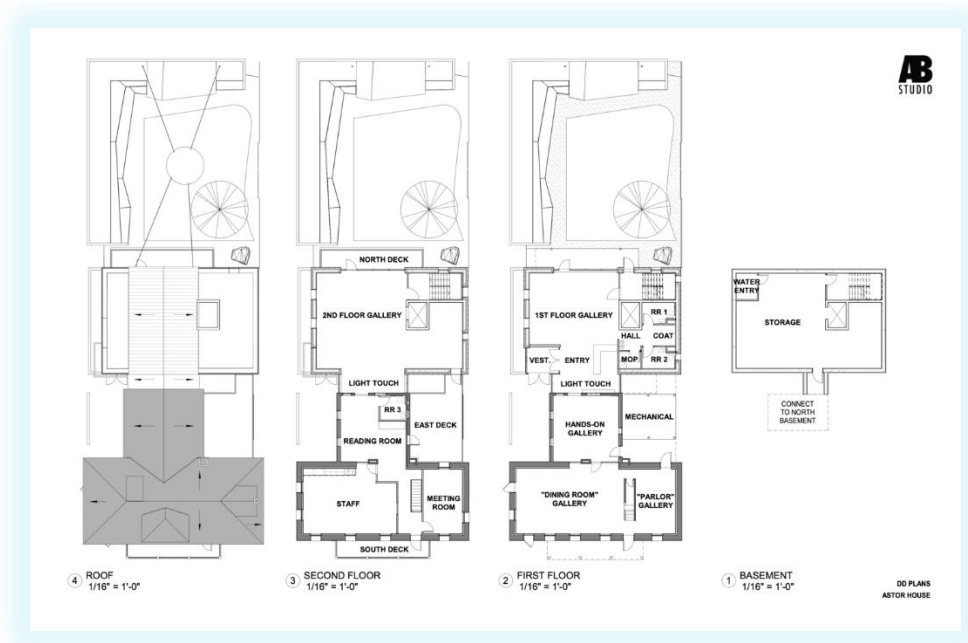 AB
STUDIO
NORTH DECK
2ND FLOOR GALLERY
LIGHT TOUCH
RR 3
READING ROOM
EAST DECK
STAFF
MEETING
ROOM
SOUTH DECK
1ST FLOOR GALLERY
RR 1
HALL
COAT
VEST.
ENTRY
MOP
RR 2
LIGHT TOUCH
HANDS-ON
GALLERY
MECHANICAL
"DINING ROOM"
GALLERY
"PARLOR"
GALLERY
WATER
ENTRY
STORAGE
CONNECT
TO NORTH
BASEMENT
4 ROOF
1/16" = 1'-0"
3 SECOND FLOOR
1/16" = 1'-0"
2 FIRST FLOOR
1/16" = 1'-0"
1 BASEMENT
1/16" = 1'-0"
DD PLANS
ASTOR HOUSE